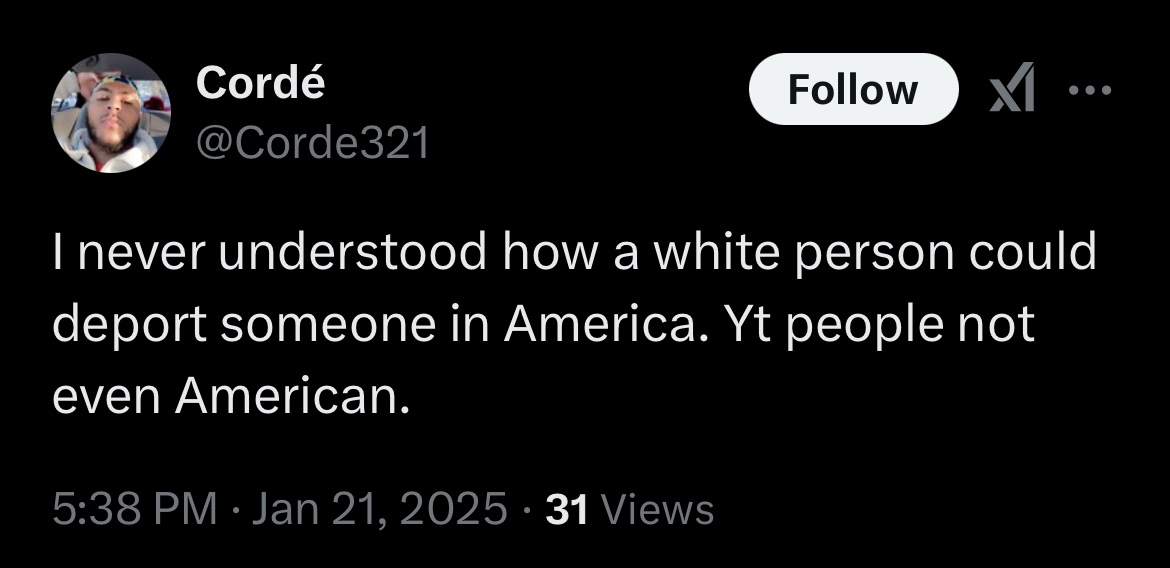 Cordé
Follow
@Corde321
I never understood how a white person could
deport someone in America. Yt people not
even American.
5:38 PM · Jan 21, 2025 · 31 Views